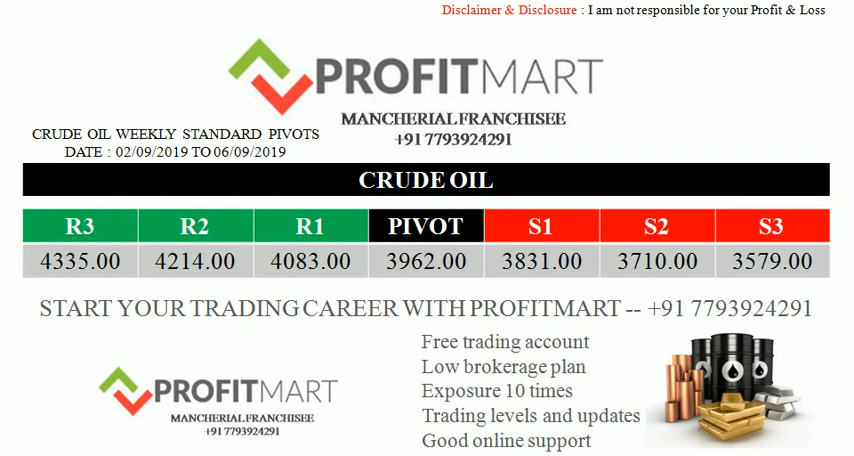 Disclaimer & Disclosure : I am not responsible for your Profit & Loss
PROFITMART
MANCHERIAL FRANCHISEE
+91 7793924291
CRUDE OIL WEEKLY STANDARD PIVOTS
DATE : 02/09/2019 TO 06/09/2019
CRUDE OIL
R3 R2 R1 PIVOT S1 S2 S3
4335.00 4214.00 4083.00 3962.00 3831.00 3710.00 3579.00
START YOUR TRADING CAREER WITH PROFITMART -- +91 7793924291
PROFITMART
MANCHERIAL FRANCHISEE
+91 7793924291
Free trading account
Low brokerage plan
Exposure 10 times
Trading levels and updates
Good online support